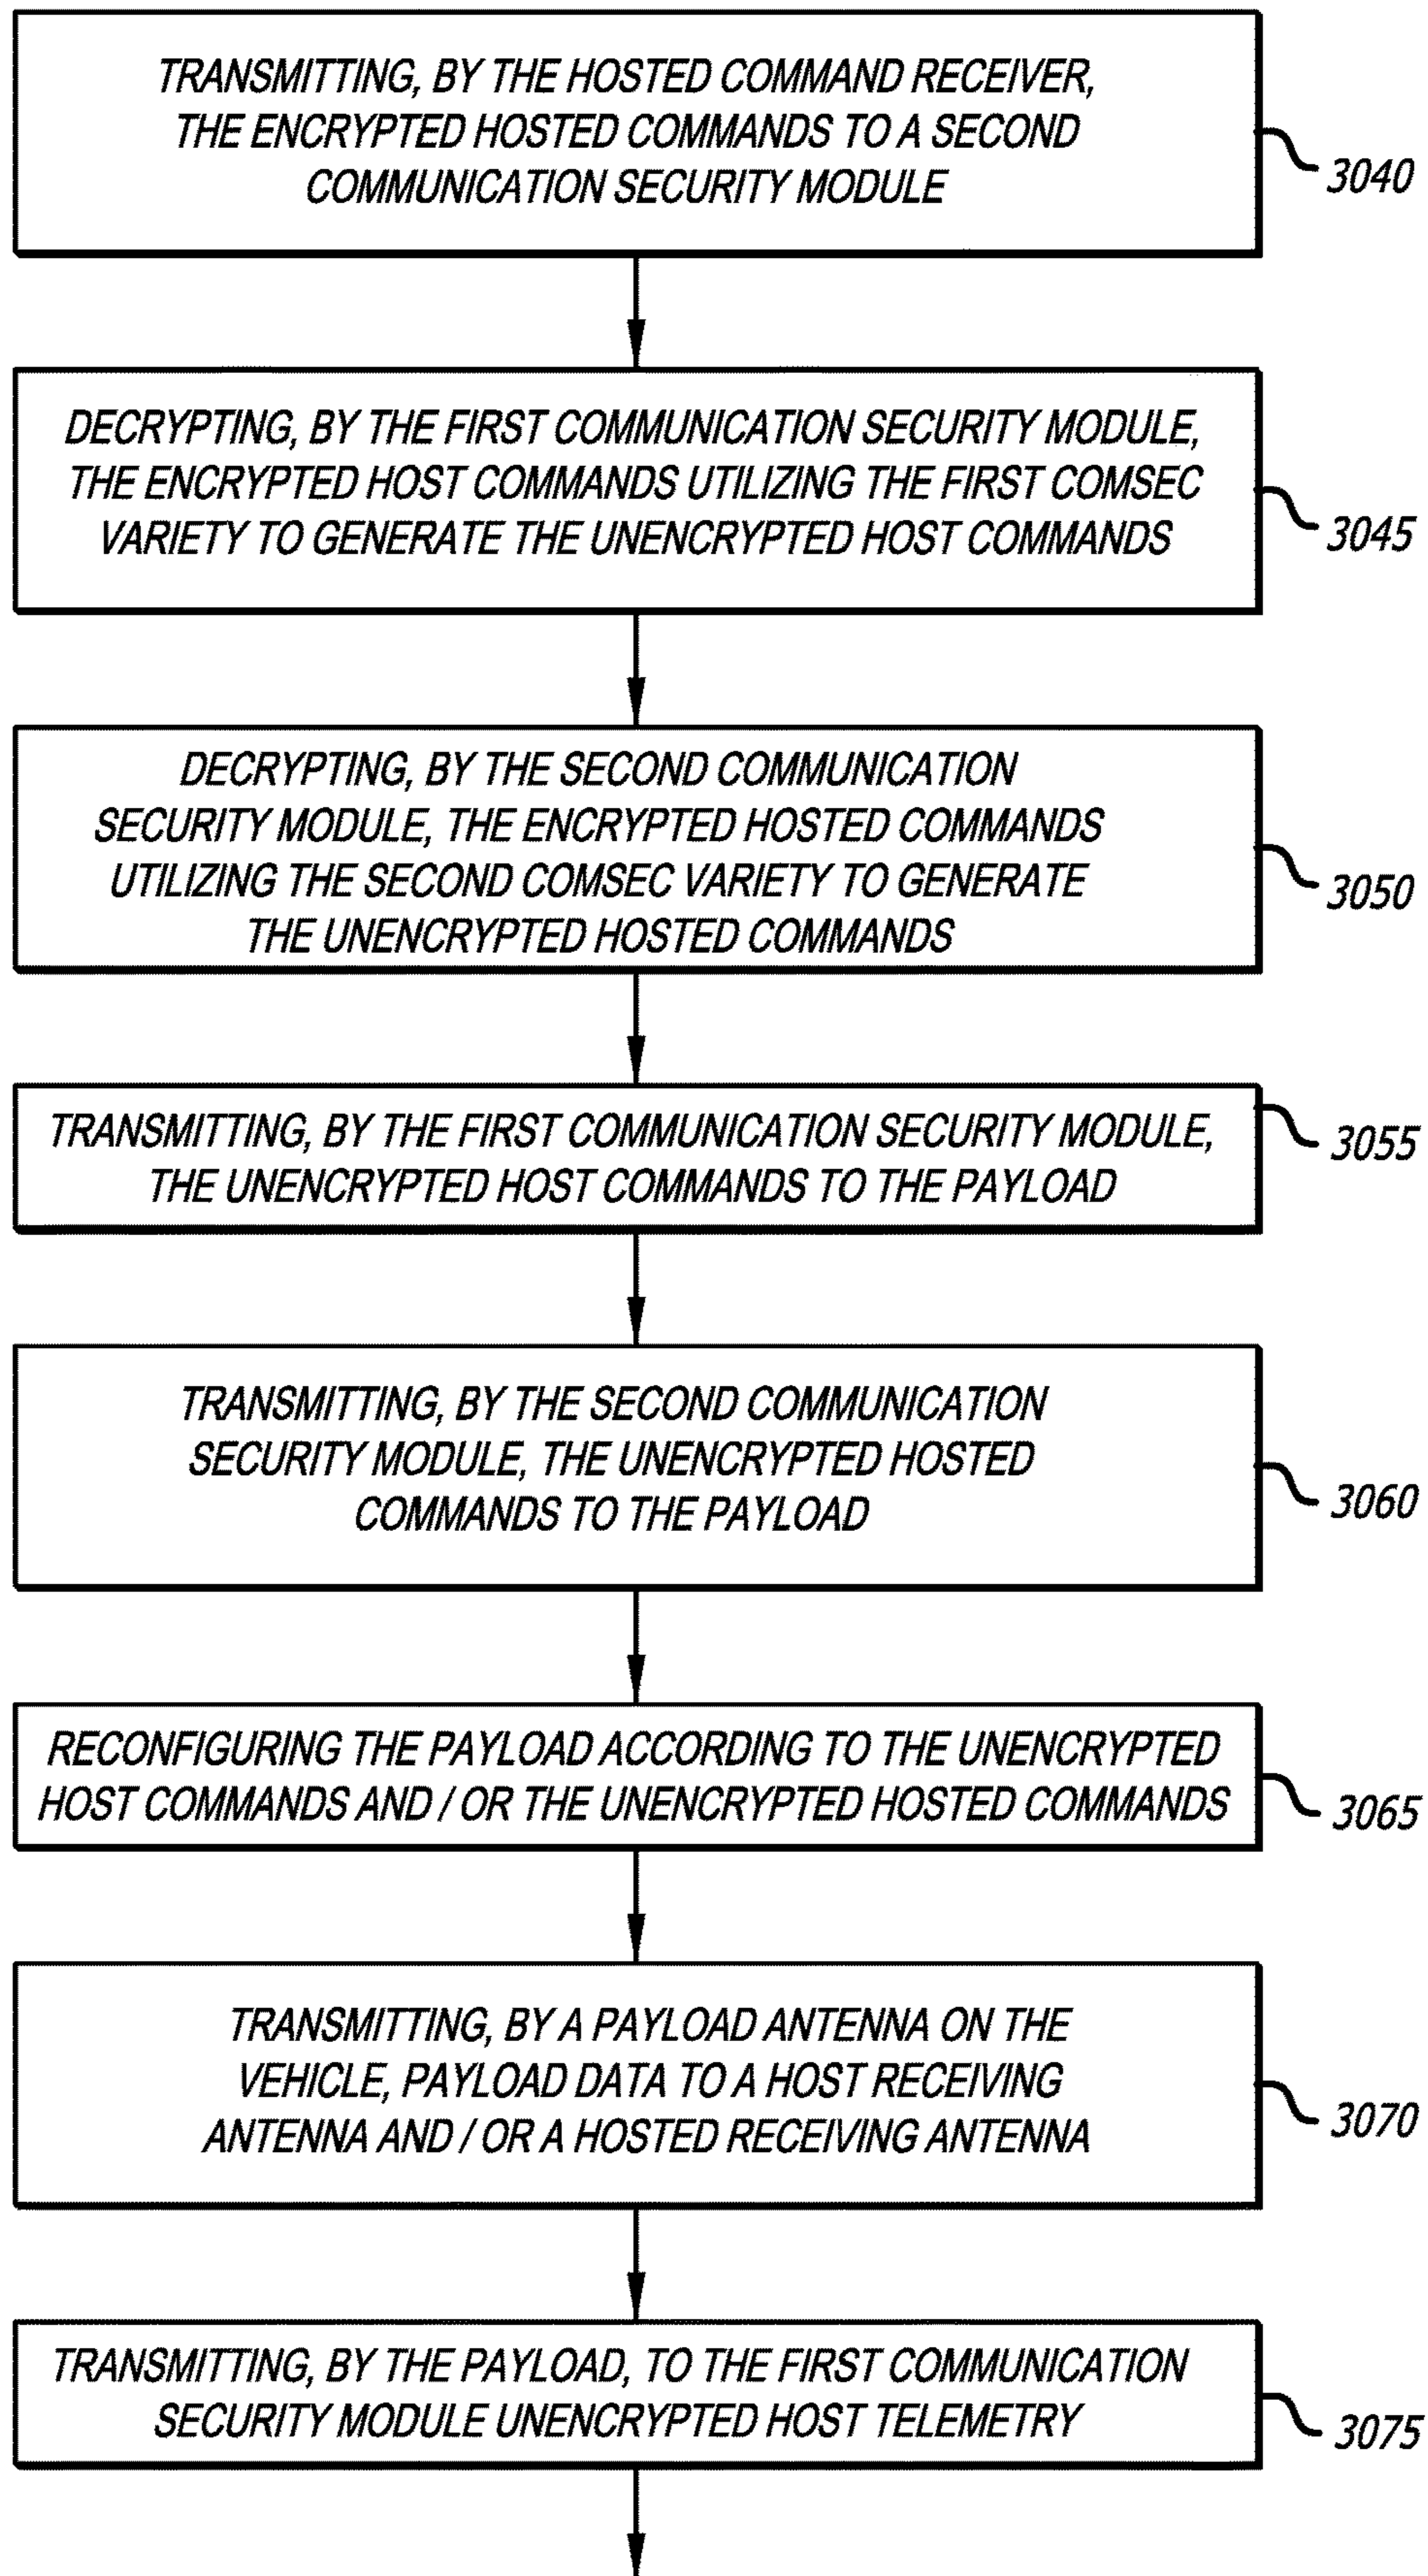 TRANSMITTING, BY THE HOSTED COMMAND RECEIVER,
THE ENCRYPTED HOSTED COMMANDS TO A SECOND
COMMUNICATION SECURITY MODULE
3040
DECRYPTING, BY THE FIRST COMMUNICATION SECURITY MODULE,
THE ENCRYPTED HOST COMMANDS UTILIZING THE FIRST COMSEC
VARIETY TO GENERATE THE UNENCRYPTED HOST COMMANDS
3045
DECRYPTING, BY THE SECOND COMMUNICATION
SECURITY MODULE, THE ENCRYPTED HOSTED COMMANDS
UTILIZING THE SECOND COMSEC VARIETY TO GENERATE
THE UNENCRYPTED HOSTED COMMANDS
3050
TRANSMITTING, BY THE FIRST COMMUNICATION SECURITY MODULE,
THE UNENCRYPTED HOST COMMANDS TO THE PAYLOAD
3055
TRANSMITTING, BY THE SECOND COMMUNICATION
SECURITY MODULE, THE UNENCRYPTED HOSTED
COMMANDS TO THE PAYLOAD
3060
RECONFIGURING THE PAYLOAD ACCORDING TO THE UNENCRYPTED
HOST COMMANDS AND / OR THE UNENCRYPTED HOSTED COMMANDS
3065
TRANSMITTING, BY A PAYLOAD ANTENNA ON THE
VEHICLE, PAYLOAD DATA TO A HOST RECEIVING
ANTENNA AND / OR A HOSTED RECEIVING ANTENNA
3070
TRANSMITTING, BY THE PAYLOAD, TO THE FIRST COMMUNICATION
SECURITY MODULE UNENCRYPTED HOST TELEMETRY
3075